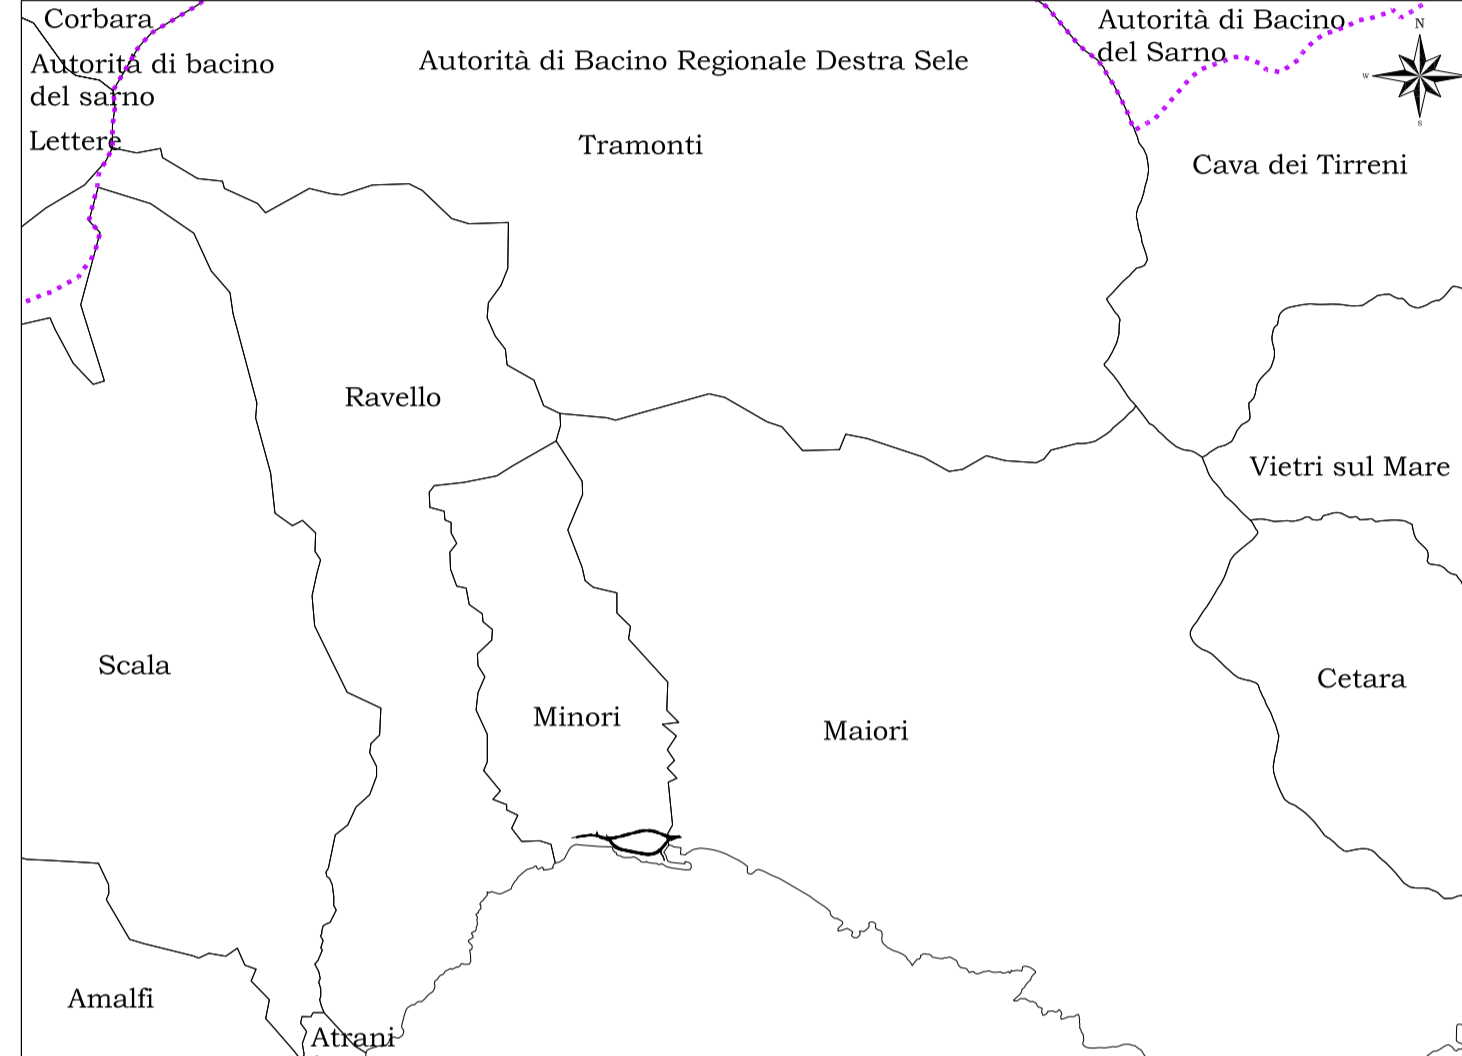 Corbara
Autorità di bacino
del sarno
Lettere
Autorità di Bacino Regionale Destra Sele
Tramonti
Autorità di Bacino
del Sarno
N
W
S
Cava dei Tirreni
Ravello
Vietri sul Mare
Scala
Minori
Maiori
Cetara
Amalfi
Atrani